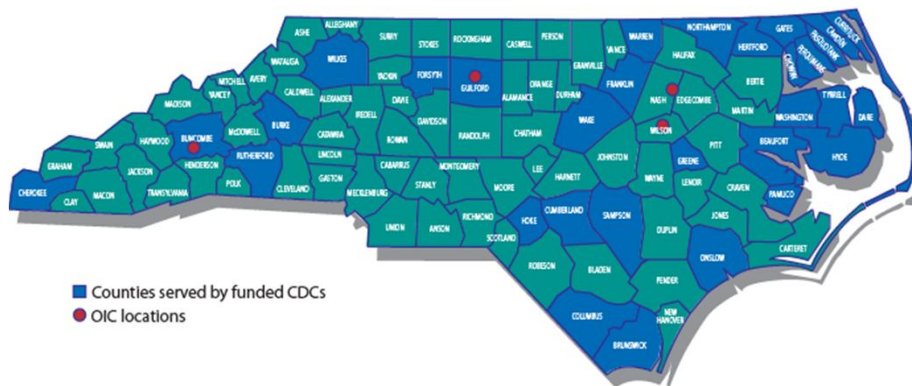 ALLEGHANY
ASHE
SURRY
STOKES
ROCKINGHAM
CASWELL
PERSON
GRANVILLE
VANCE
WARREN
NORTHAMPTON
GATES
CURRITUCK
CAMDEN
PASQUOTANK
PERQUIMANS
CHOWAN
HERTFORD
HALIFAX
WATAUGA
WILKES
YADKIN
FORSYTH
GUILFORD
ALAMANCE
ORANGE
DURHAM
FRANKLIN
NASH
EDGECOMBE
BERTIE
MITCHELL
AVERY
YANCEY
MADISON
CALDWELL
ALEXANDER
IREDELL
DAVIE
DAVIDSON
RANDOLPH
CHATHAM
WAKE
WILSON
MARTIN
WASHINGTON
TYRRELL
DARE
HYDE
BEAUFORT
PITT
GREENE
JOHNSTON
BUNCOMBE
MCDOWELL
BURKE
CATAWBA
ROWAN
HAYWOOD
SWAIN
GRAHAM
CHEROKEE
CLAY
MACON
JACKSON
TRANSYLVANIA
HENDERSON
POLK
RUTHERFORD
CLEVELAND
LINCOLN
GASTON
MECKLENBURG
CABARRUS
STANLY
MONTGOMERY
MOORE
LEE
HARNETT
WAYNE
LENOIR
CRAVEN
PAMLICO
JONES
CARTERET
ONSLOW
DUPLIN
SAMPSON
CUMBERLAND
HOKE
SCOTLAND
RICHMOND
ANSON
UNION
ROBESON
BLADEN
PENDER
NEW
HANOVER
COLUMBUS
BRUNSWICK
Counties served by funded CDCs
OIC locations